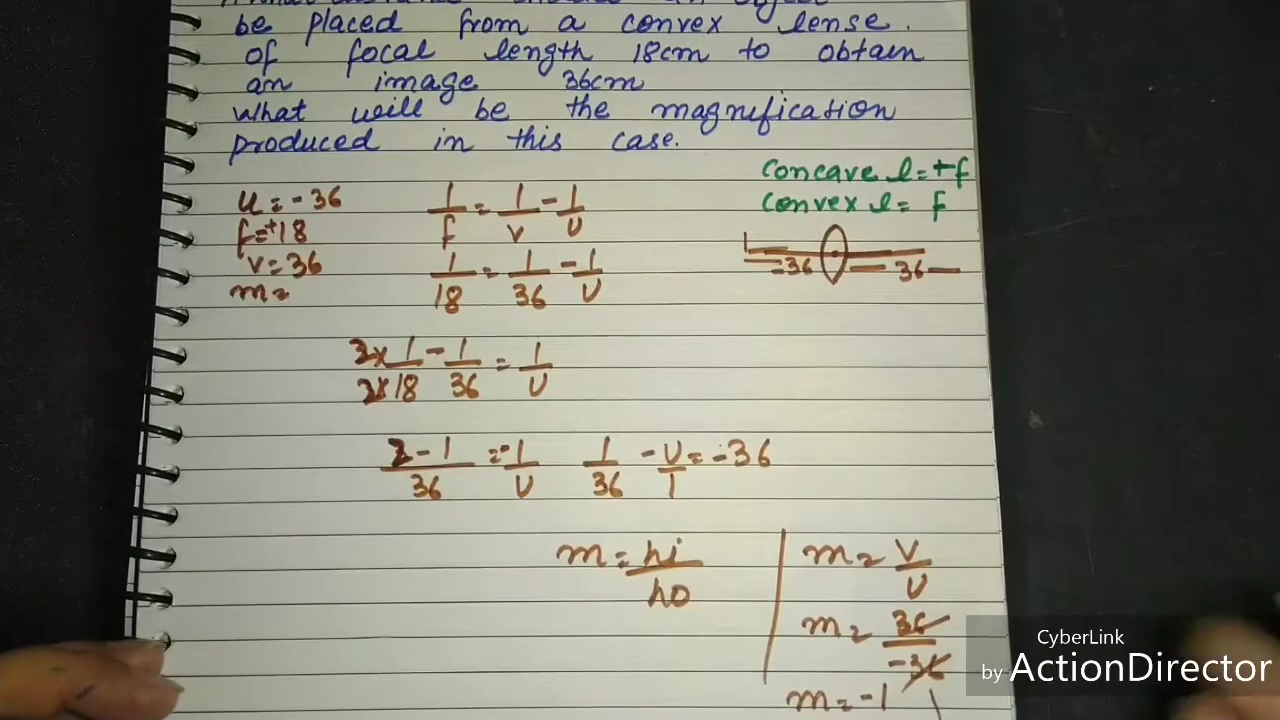 be placed from a convex lense.
of focal length 18cm to obtain
an image 36cm
what will be the magnification
produced in this case.
Concave l = +f
Convex l = f
u = -36
f = +18
v = 36
m =
1/f = 1/v - 1/u
1/18 = 1/36 - 1/u
-36 36
2x1/2x18 - 1/36 = 1/u
2-1/36 = -1/u 1/36 -u/1 = -36
m = hi/ho
m = v/u
m = 36/-36
m = -1 1
CyberLink
by ActionDirector